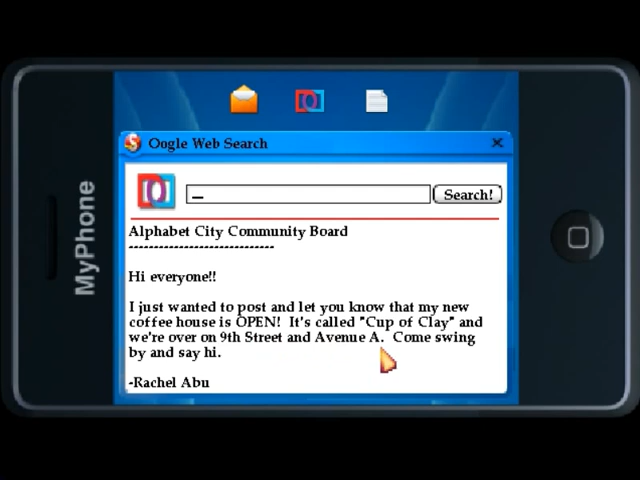 MyPhone
Oogle Web Search
Search!
Alphabet City Community Board
-----------------------------
Hi everyone!!
I just wanted to post and let you know that my new
coffee house is OPEN!  It's called "Cup of Clay" and
we're over on 9th Street and Avenue A.  Come swing
by and say hi.
-Rachel Abu